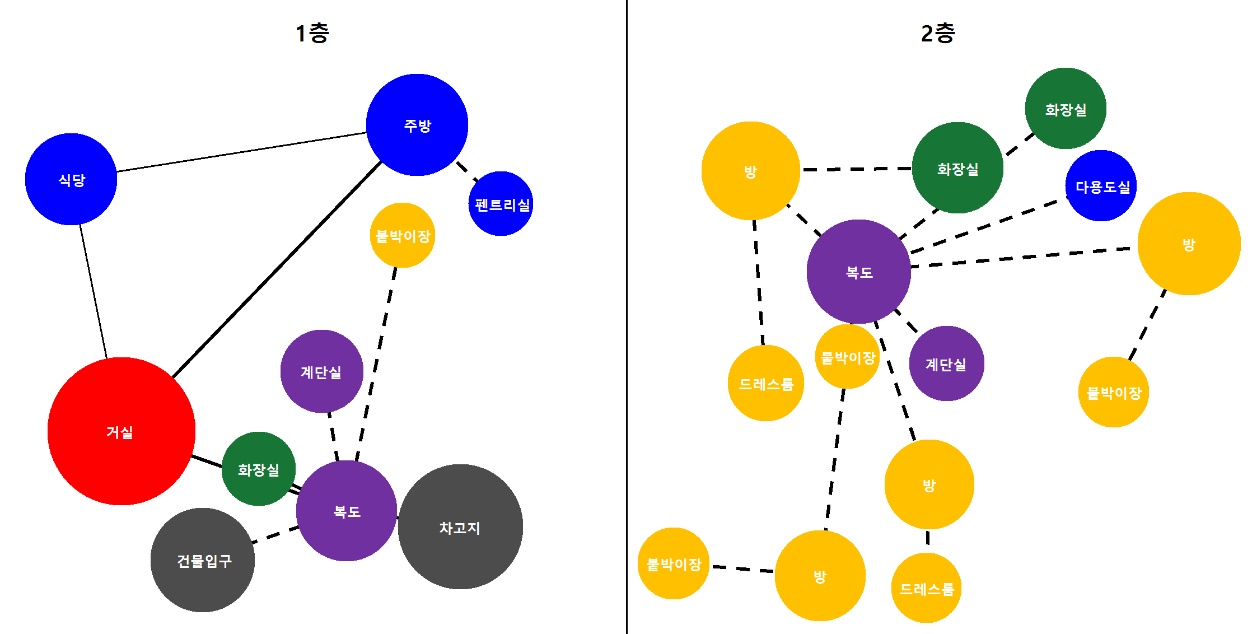 1층
주방
식당
펜트리실
붙박이장
계단실
거실
화장실
복도
차고지
건물입구
2층
화장실
화장실
방
다용도실
방
복도
붙박이장
계단실
드레스룸
붙박이장
방
붙박이장
방
드레스룸